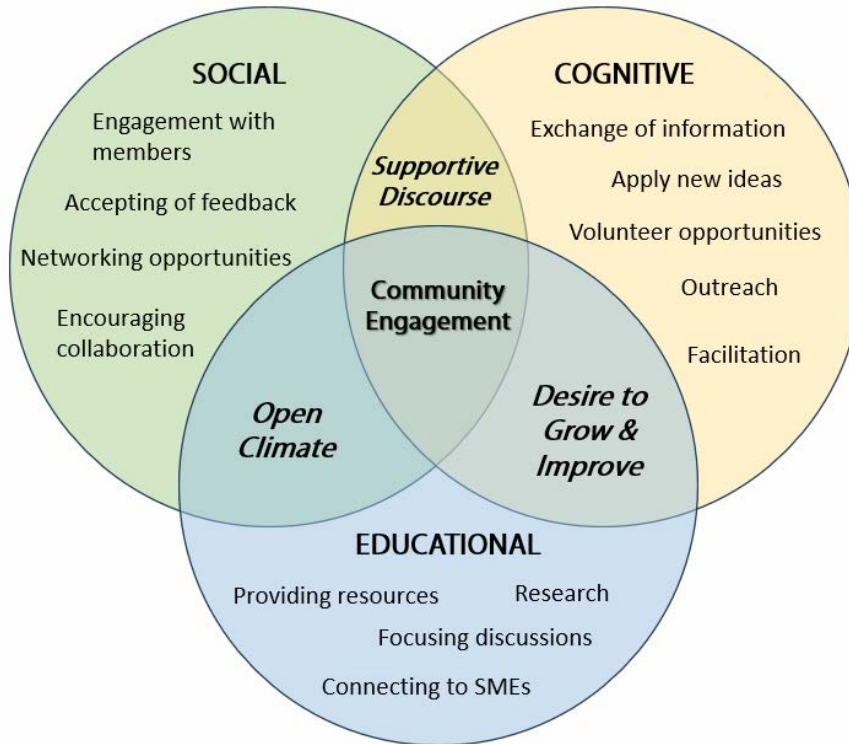 SOCIAL
Engagement with
members
Accepting of feedback
Networking opportunities
Encouraging
collaboration
COGNITIVE
Exchange of information
Apply new ideas
Volunteer opportunities
Outreach
Facilitation
Supportive
Discourse
Community
Engagement
Open
Climate
Desire to
Grow &
Improve
EDUCATIONAL
Providing resources
Research
Focusing discussions
Connecting to SMEs